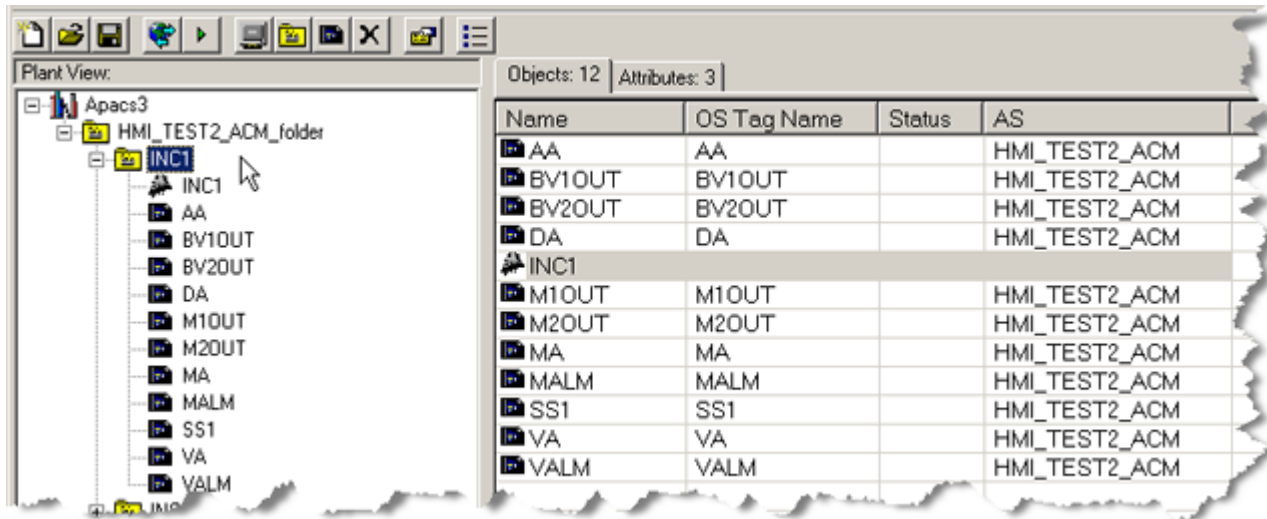 Plant View:
Apacs3
HMI_TEST2_ACM_folder
INC1
INC1
AA
BV1OUT
BV2OUT
DA
M1OUT
M2OUT
MA
MALM
SS1
VA
VALM
Objects: 12 Attributes: 3
Name OS Tag Name Status AS
AA AA HMI_TEST2_ACM
BV1OUT BV1OUT HMI_TEST2_ACM
BV2OUT BV2OUT HMI_TEST2_ACM
DA DA HMI_TEST2_ACM
INC1
M1OUT M1OUT HMI_TEST2_ACM
M2OUT M2OUT HMI_TEST2_ACM
MA MA HMI_TEST2_ACM
MALM MALM HMI_TEST2_ACM
SS1 SS1 HMI_TEST2_ACM
VA VA HMI_TEST2_ACM
VALM VALM HMI_TEST2_ACM